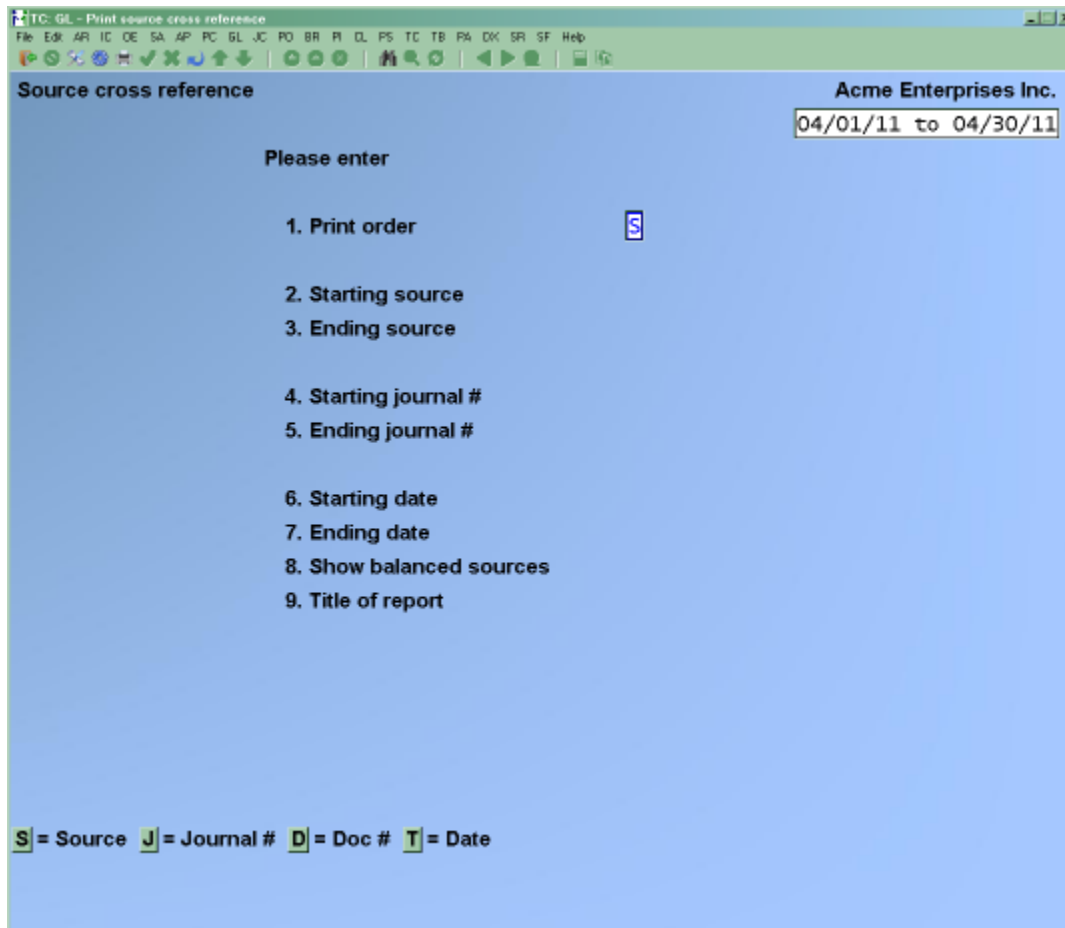 TC: GL - Print source cross reference
File Edit AR IC OE SA AP PC GL JC PO BR PI CL PS TC TB PA DX SR SF Help
Source cross reference
Acme Enterprises Inc.
04/01/11 to 04/30/11
Please enter
1. Print order S
2. Starting source
3. Ending source
4. Starting journal #
5. Ending journal #
6. Starting date
7. Ending date
8. Show balanced sources
9. Title of report
S = Source J = Journal # D = Doc # T = Date